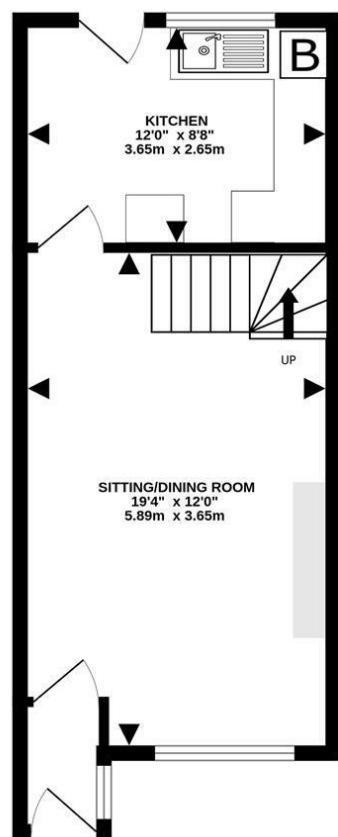 B
KITCHEN
12'0" x 8'8"
3.65m x 2.65m
UP
SITTING/DINING ROOM
19'4" x 12'0"
5.89m x 3.65m